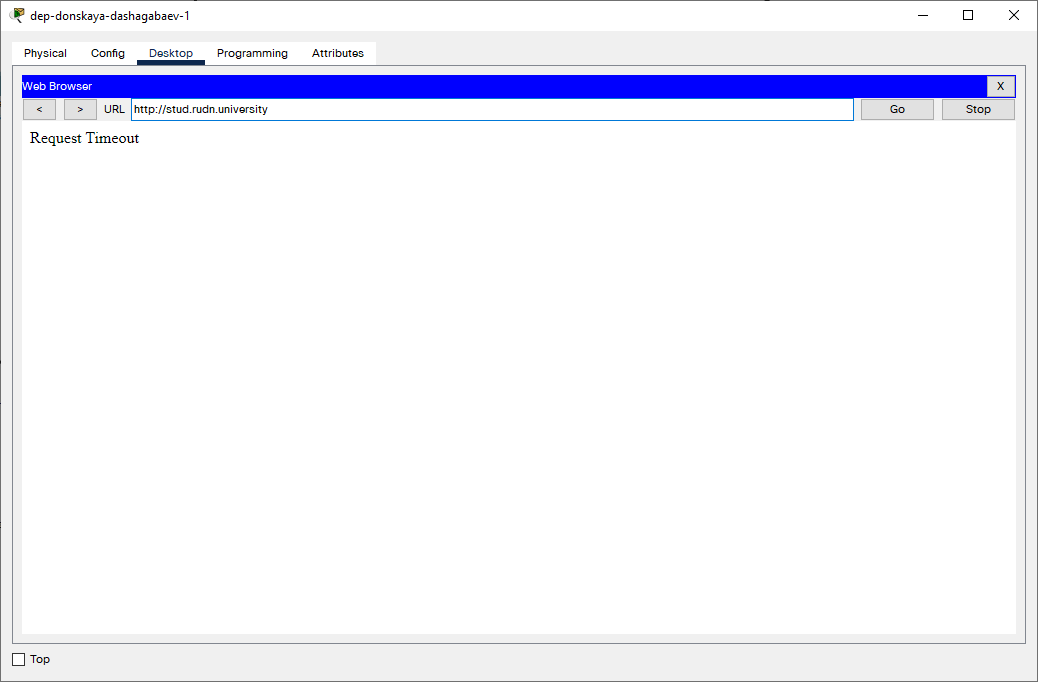 dep-donskaya-dashagabaev-1
Physical Config Desktop Programming Attributes
Web Browser X
< > URL http://stud.rudn.university Go Stop
Request Timeout
Top